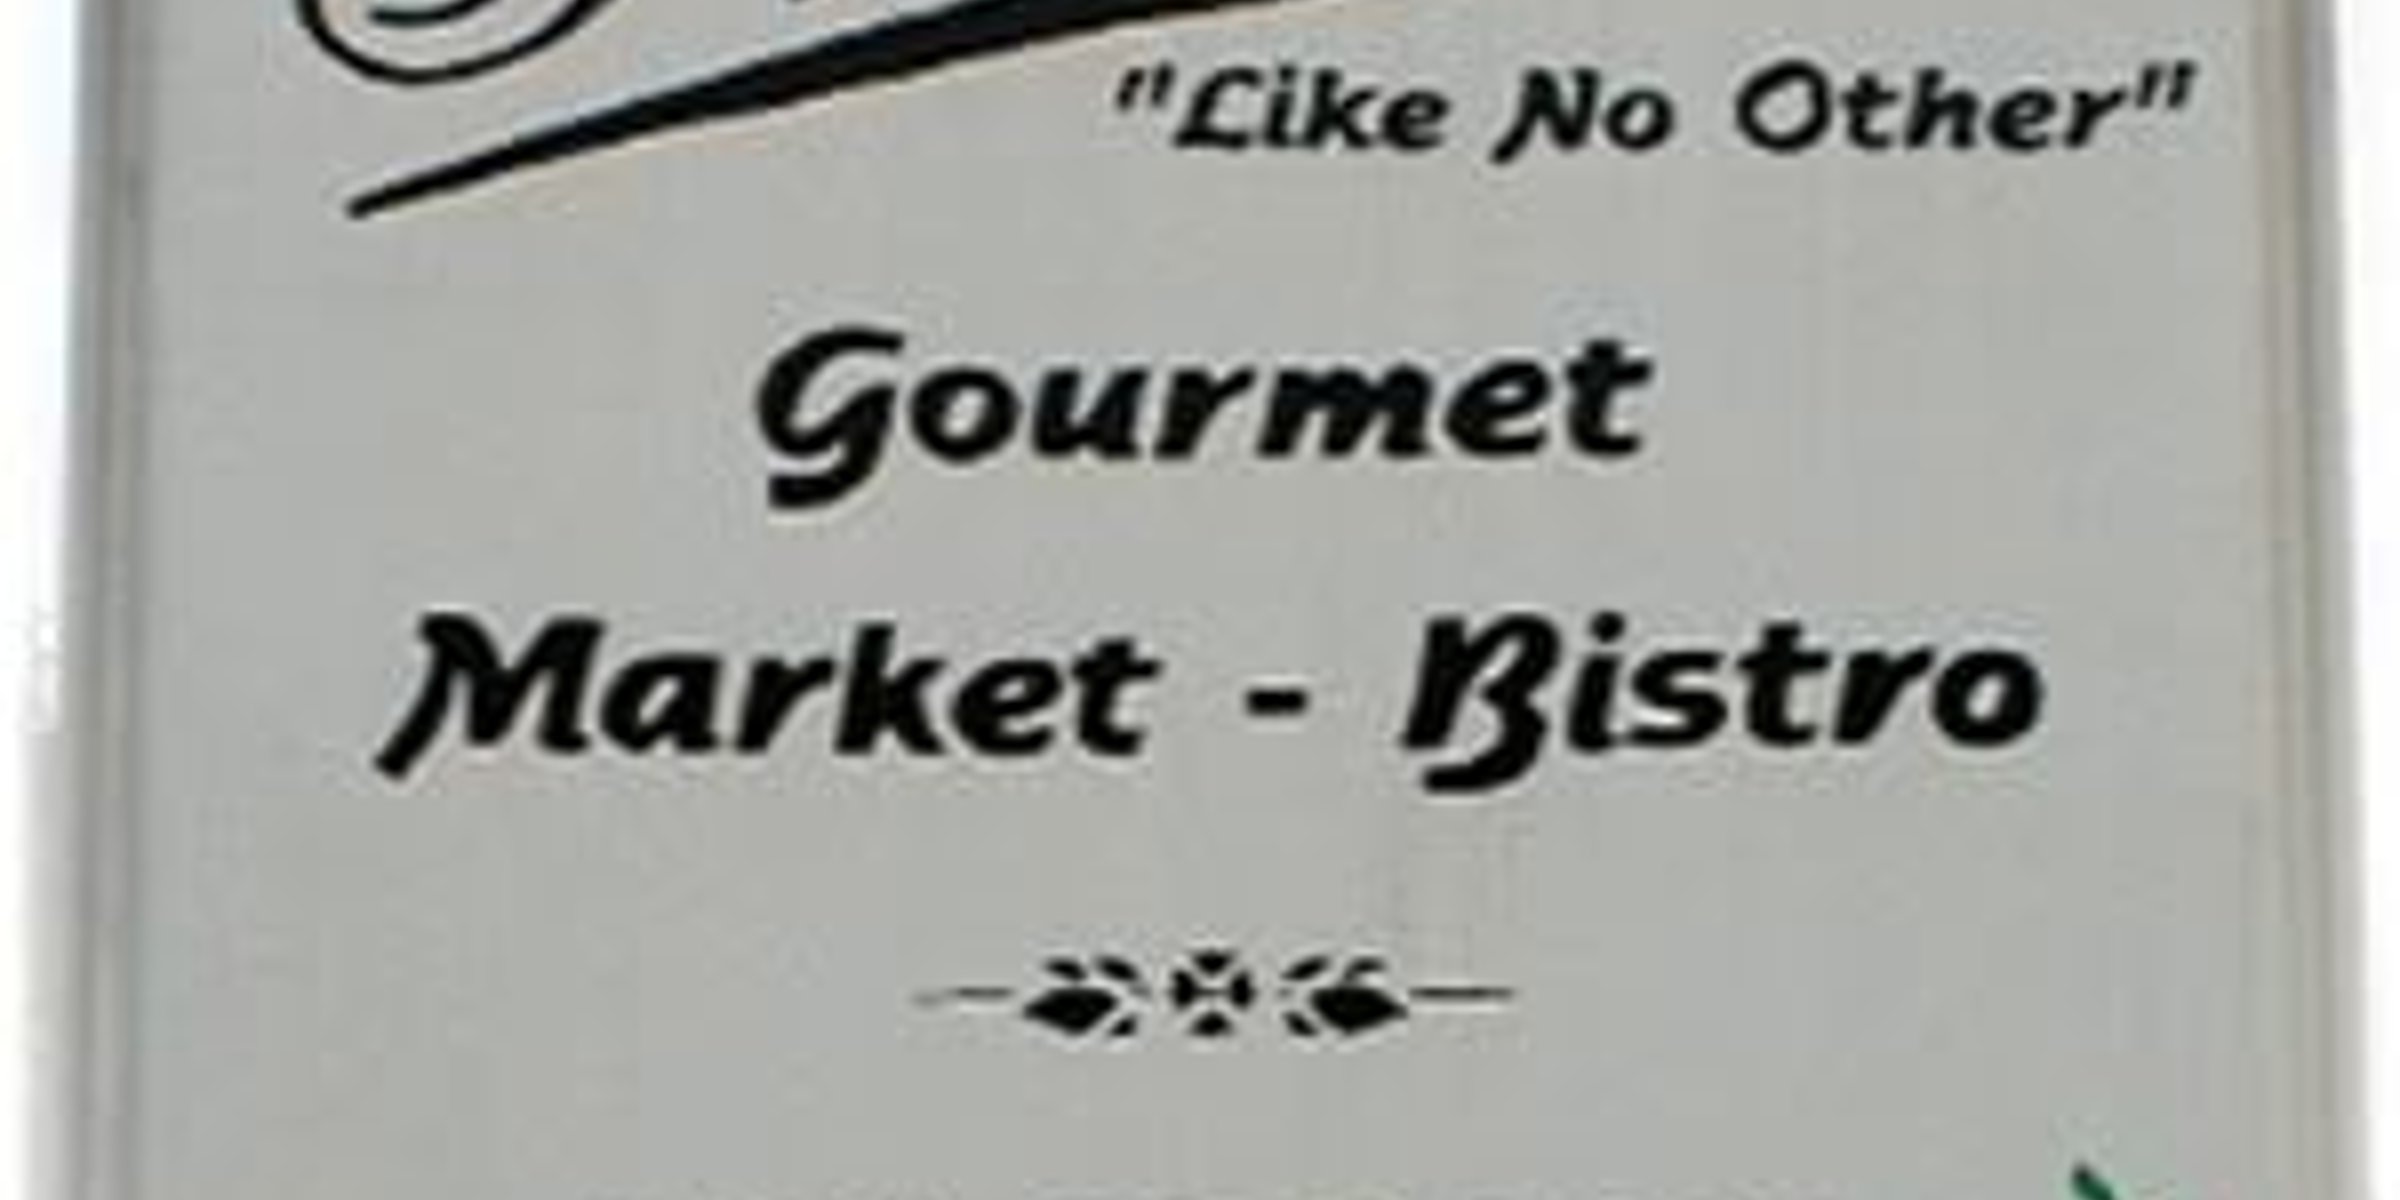 "Like No Other"
Gourmet
Market - Bistro